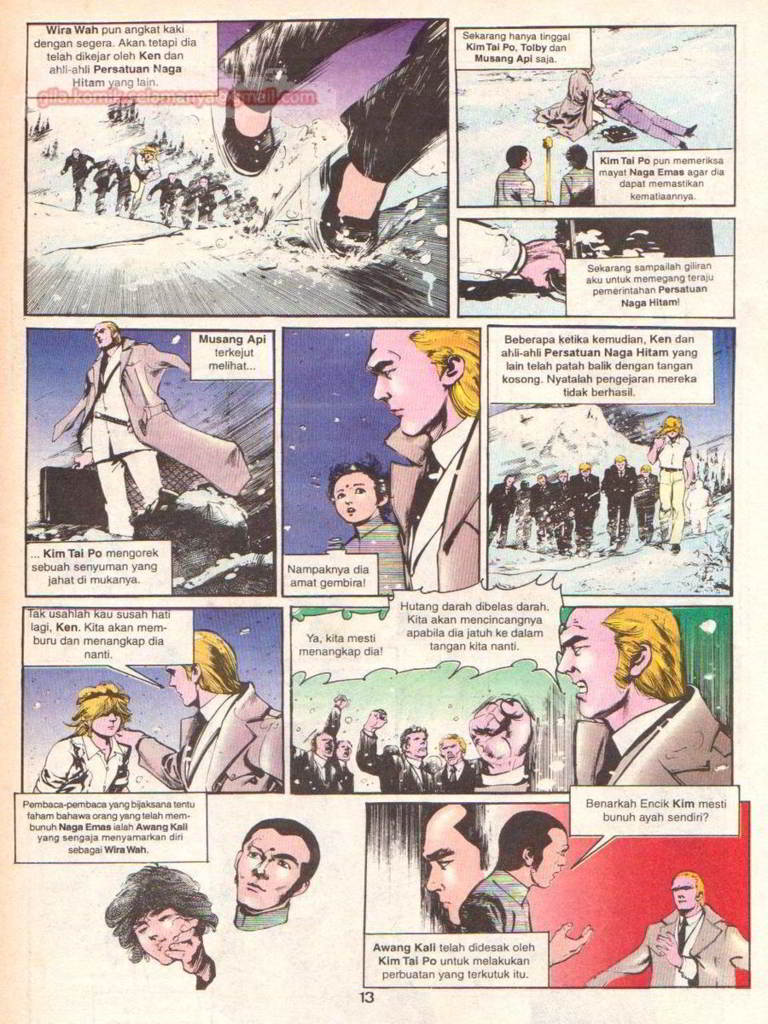 Wira Wah pun angkat kaki
dengan segera. Akan tetapi dia
telah dikejar oleh Ken dan
ahli-ahli Persatuan Naga
Hitam yang lain.
Sekarang hanya tinggal
Kim Tai Po, Tolby dan
Musang Api saja.
Kim Tai Po pun memeriksa
mayat Naga Emas agar dia
dapat memastikan
kematiaannya.
Sekarang sampailah giliran
aku untuk memegang teraju
pemerintahan Persatuan
Naga Hitam!
Musang Api
terkejut
melihat...
... Kim Tai Po mengorek
sebuah senyuman yang
jahat di mukanya.
Nampaknya dia
amat gembira!
Beberapa ketika kemudian, Ken dan
ahli-ahli Persatuan Naga Hitam yang
lain telah patah balik dengan tangan
kosong. Nyatalah pengejaran mereka
tidak berhasil.
Tak usahlah kau susah hati
lagi, Ken. Kita akan mem-
buru dan menangkap dia
nanti.
Ya, kita mesti
menangkap dia!
Hutang darah dibelas darah.
Kita akan mencincangnya
apabila dia jatuh ke dalam
tangan kita nanti.
Pembaca-pembaca yang bijaksana tentu
faham bahawa orang yang telah mem-
bunuh Naga Emas ialah Awang Kali
yang sengaja menyamarkan diri
sebagai Wira Wah.
Benarkah Encik Kim mesti
bunuh ayah sendiri?
Awang Kali telah didesak oleh
Kim Tai Po untuk melakukan
perbuatan yang terkutuk itu.
13